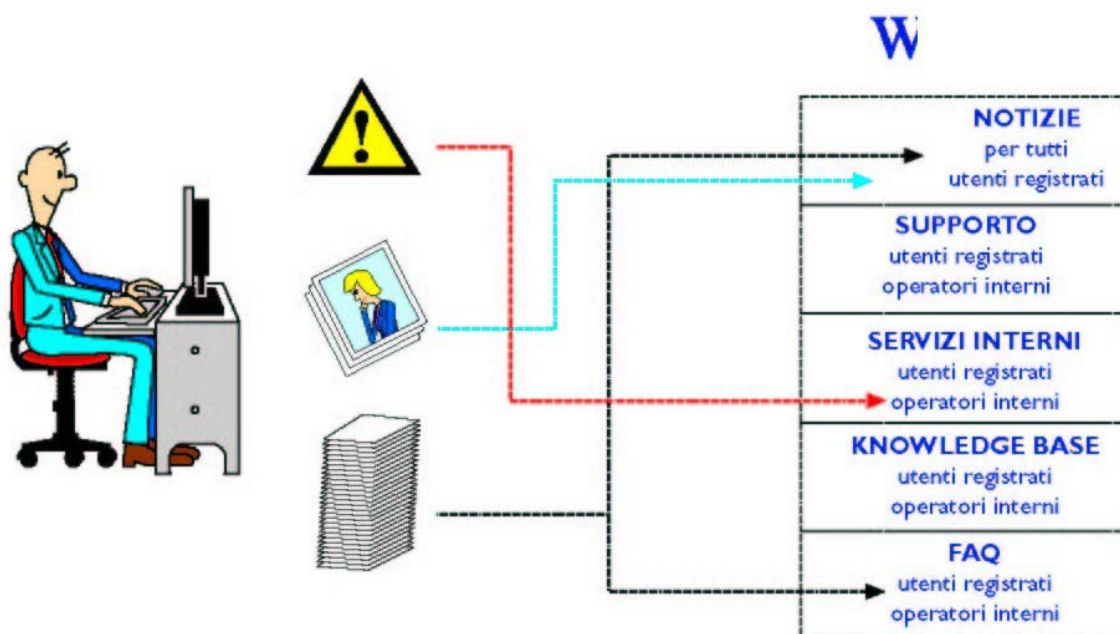 W
NOTIZIE
per tutti
utenti registrati
SUPPORTO
utenti registrati
operatori interni
SERVIZI INTERNI
utenti registrati
operatori interni
KNOWLEDGE BASE
utenti registrati
operatori interni
FAQ
utenti registrati
operatori interni